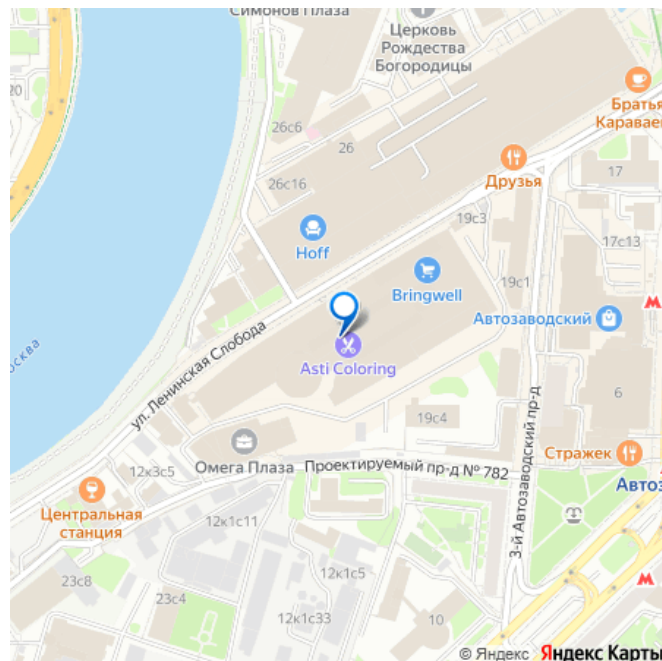 Симонов Плаза
Церковь
Рождества
Богородицы
20
26с6
26
26с16
Братья
Караваев
Друзья
17
Hoff
19с3
17с13
Bringwell
19с1
Автозаводский
ул. Ленинская Слобода
Asti Coloring
6
19с4
3-й Автозаводский пр-д
Омега Плаза
Проектируемый пр-д № 782
Стражек
12к3с5
Автоз
Центральная
станция
12к1с11
23с8
12к1с5
23с4
12к1с33
10
© Яндекс Яндекс Карты